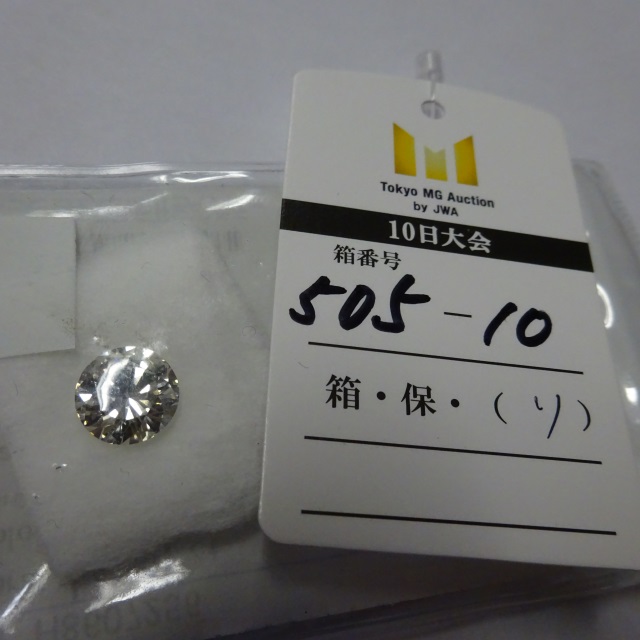 Tokyo MG Auction
by JWA
10日大会
箱番号
505-10
箱・保・(リ)